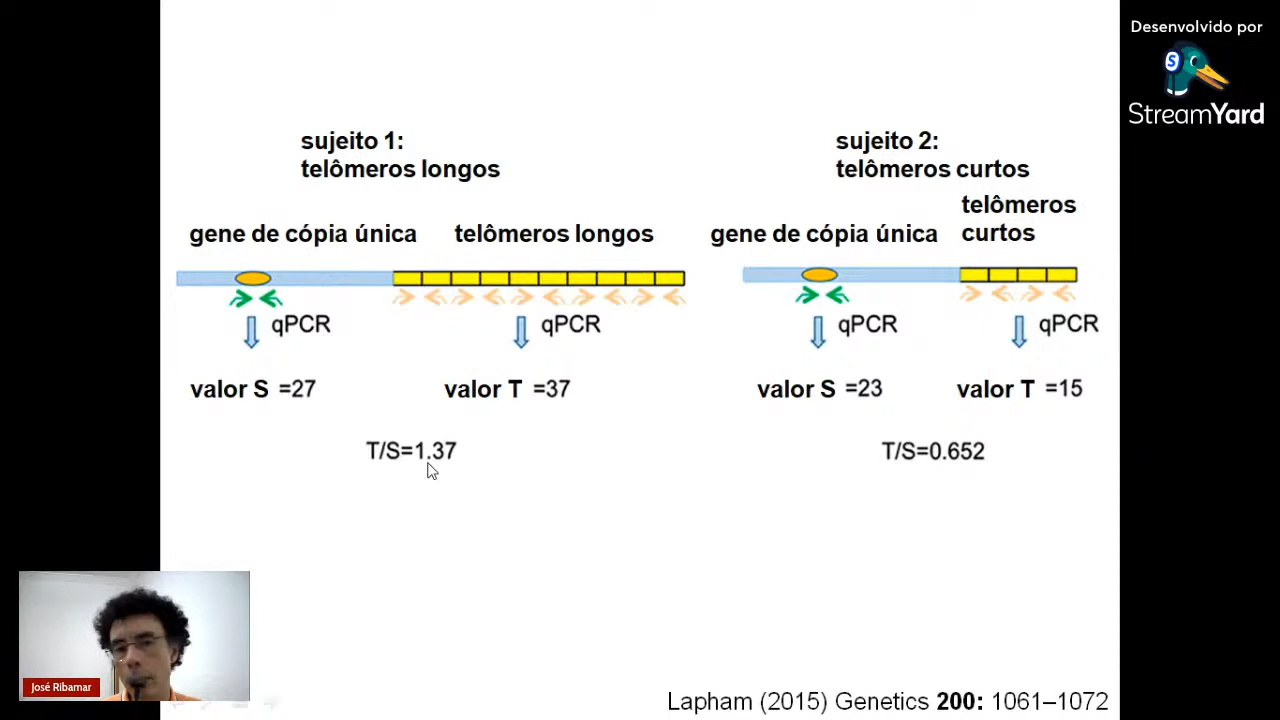 Desenvolvido por
StreamYard
sujeito 1:
telômeros longos
gene de cópia única
telômeros longos
qPCR
qPCR
valor S =27
valor T =37
T/S=1.37
sujeito 2:
telômeros curtos
gene de cópia única
telômeros
curtos
qPCR
qPCR
valor S =23
valor T =15
T/S=0.652
José Ribamar
Lapham (2015) Genetics 200: 1061–1072